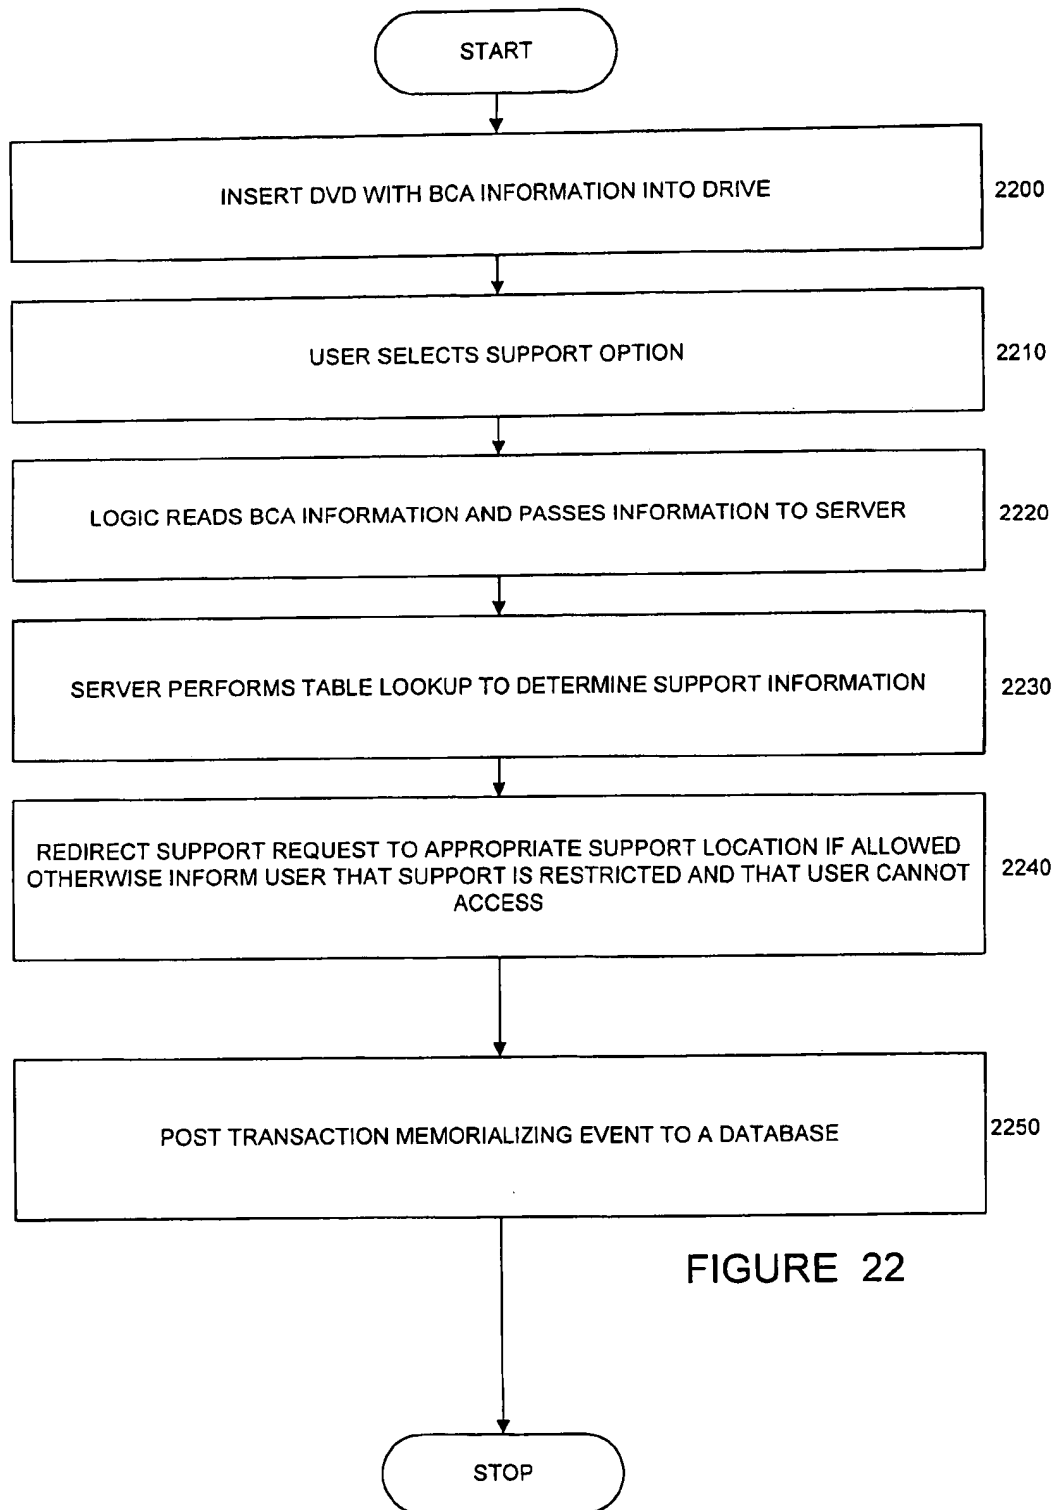 START
INSERT DVD WITH BCA INFORMATION INTO DRIVE
2200
USER SELECTS SUPPORT OPTION
2210
LOGIC READS BCA INFORMATION AND PASSES INFORMATION TO SERVER
2220
SERVER PERFORMS TABLE LOOKUP TO DETERMINE SUPPORT INFORMATION
2230
REDIRECT SUPPORT REQUEST TO APPROPRIATE SUPPORT LOCATION IF ALLOWED
OTHERWISE INFORM USER THAT SUPPORT IS RESTRICTED AND THAT USER CANNOT
ACCESS
2240
POST TRANSACTION MEMORIALIZING EVENT TO A DATABASE
2250
FIGURE 22
STOP